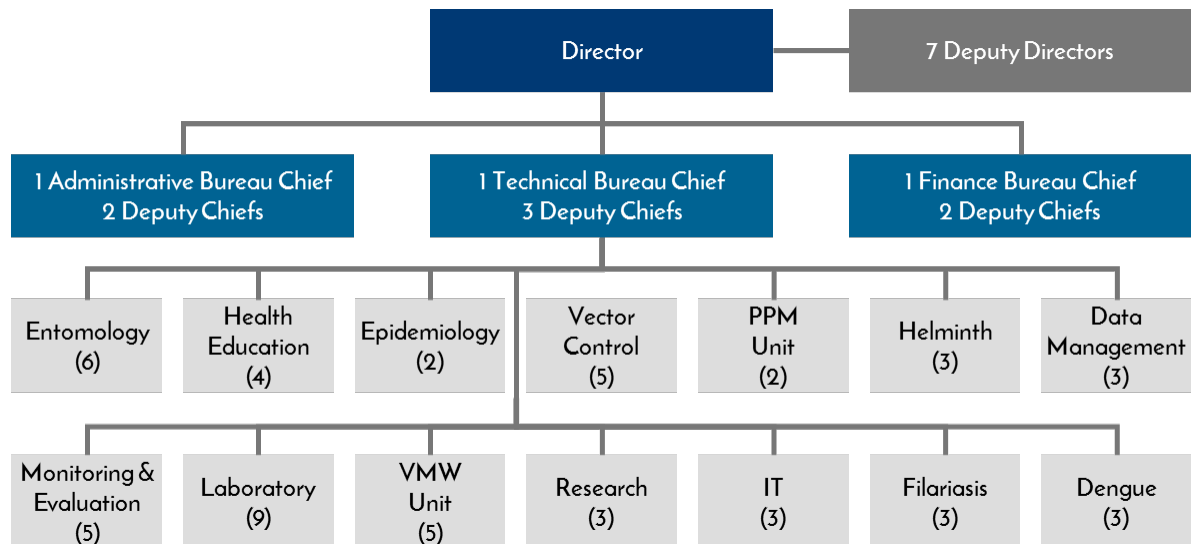 Director
7 Deputy Directors
1 Administrative Bureau Chief
2 Deputy Chiefs
1 Technical Bureau Chief
3 Deputy Chiefs
1 Finance Bureau Chief
2 Deputy Chiefs
Entomology
(6)
Health
Education
(4)
Epidemiology
(2)
Vector
Control
(5)
PPM
Unit
(2)
Helminth
(3)
Data
Management
(3)
Monitoring &
Evaluation
(5)
Laboratory
(9)
VMW
Unit
(5)
Research
(3)
IT
(3)
Filariasis
(3)
Dengue
(3)